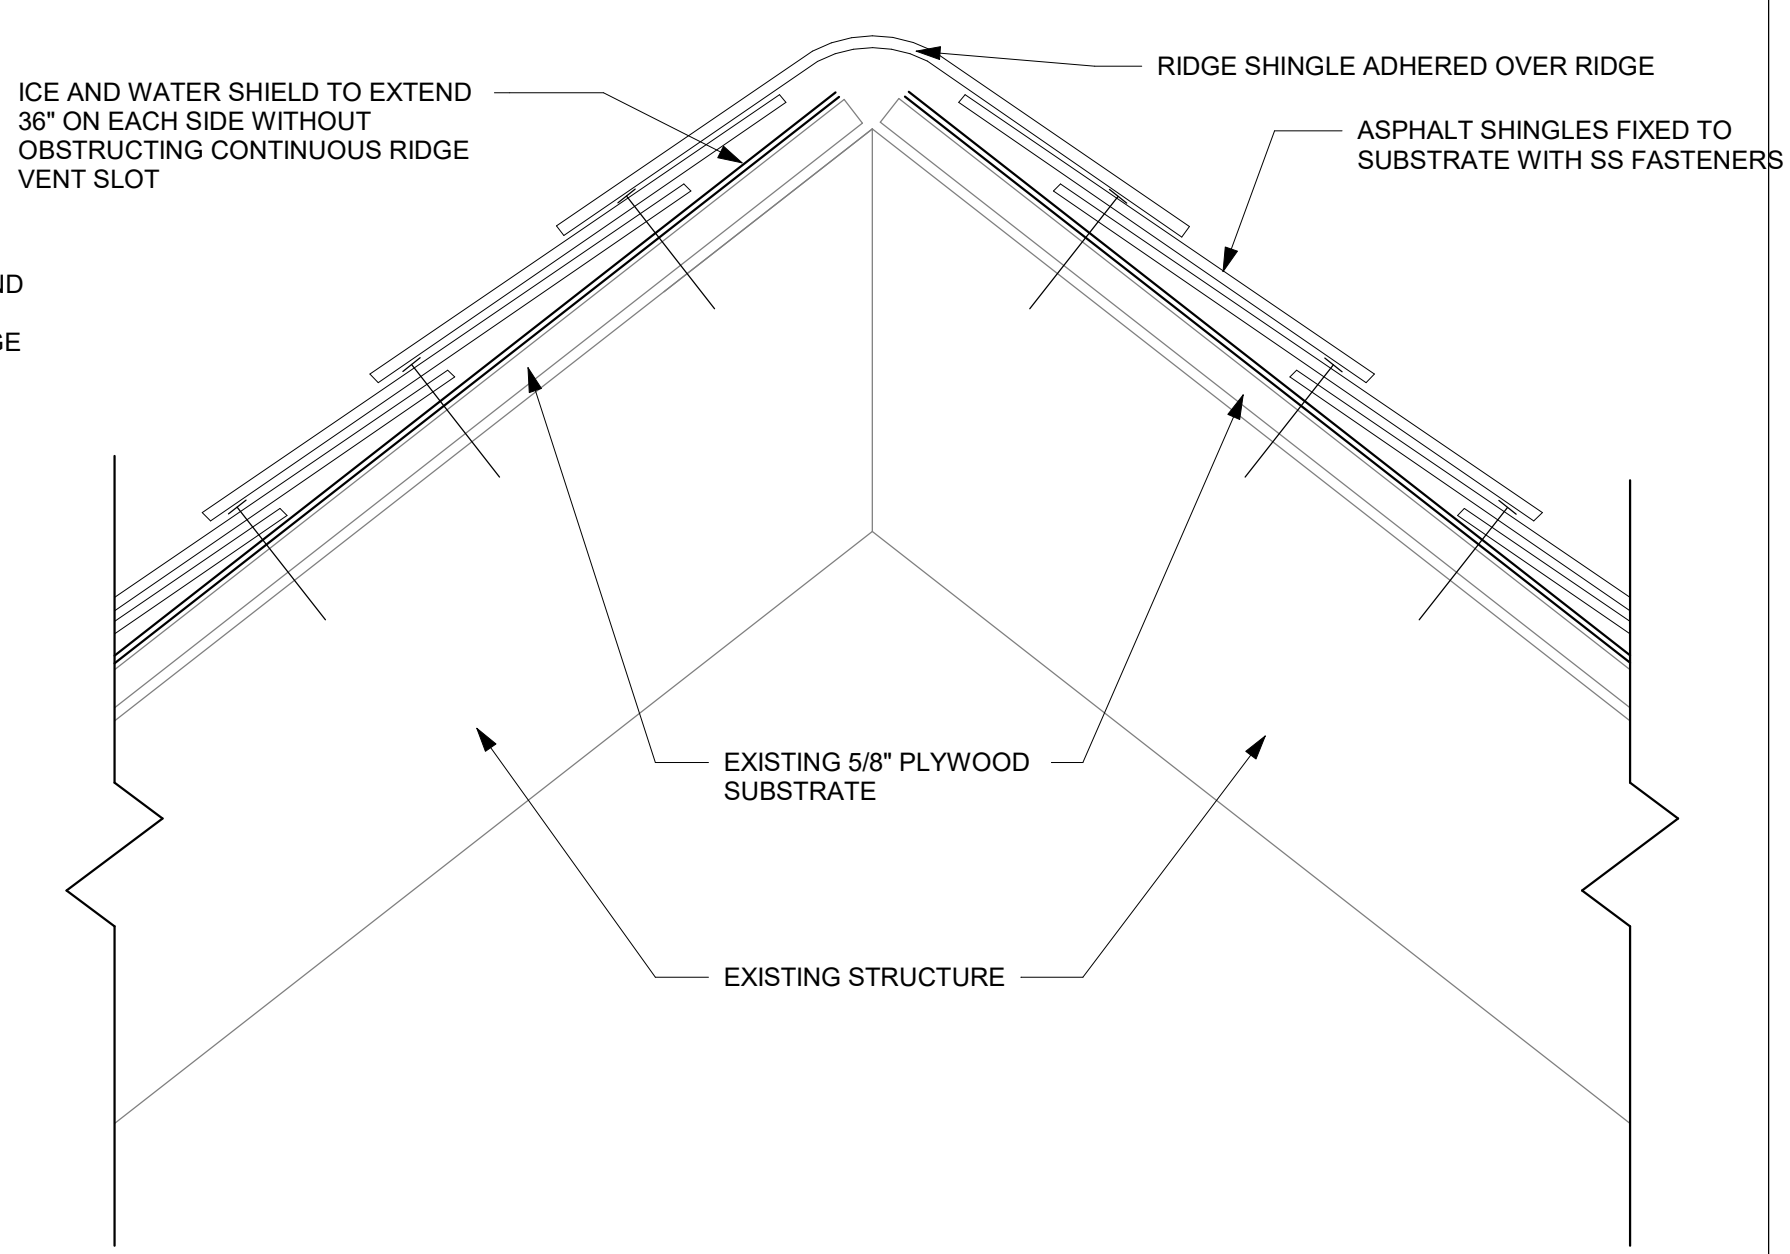 ICE AND WATER SHIELD TO EXTEND
36" ON EACH SIDE WITHOUT
OBSTRUCTING CONTINUOUS RIDGE
VENT SLOT
RIDGE SHINGLE ADHERED OVER RIDGE
ASPHALT SHINGLES FIXED TO
SUBSTRATE WITH SS FASTENERS
EXISTING 5/8" PLYWOOD
SUBSTRATE
EXISTING STRUCTURE